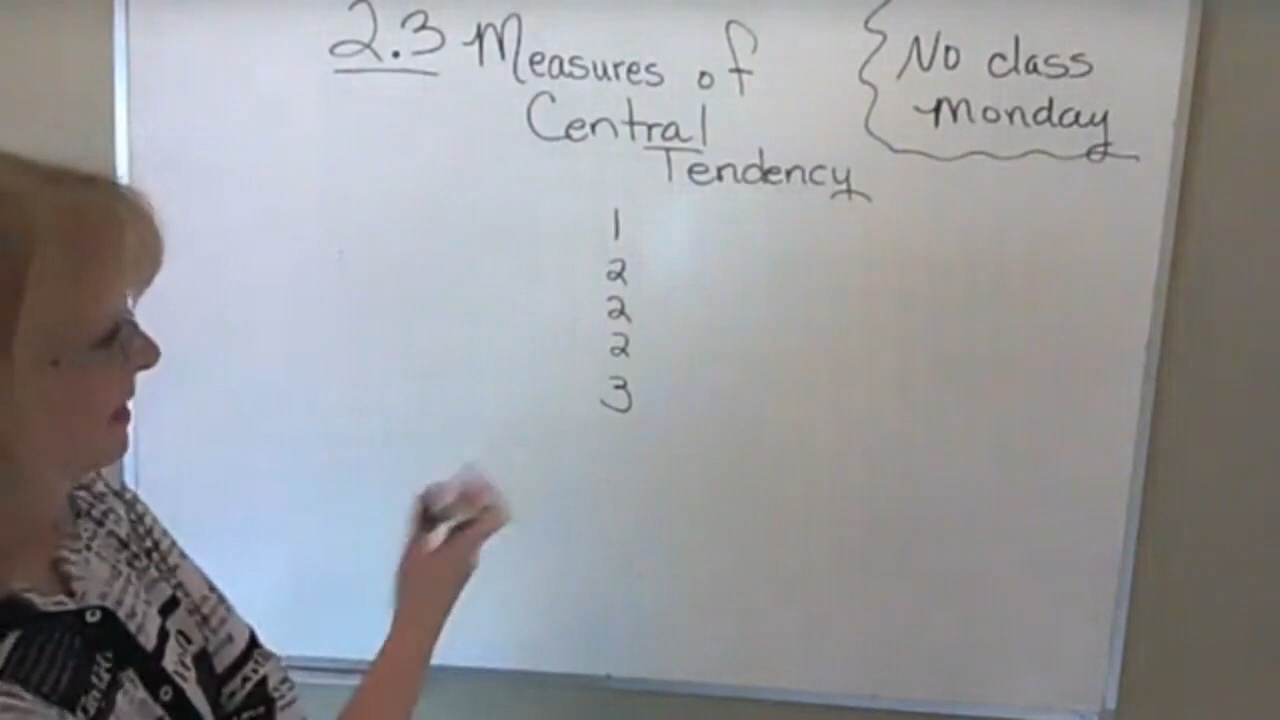 2.3 Measures of
Central
Tendency
No class
Monday
1
2
2
2
3